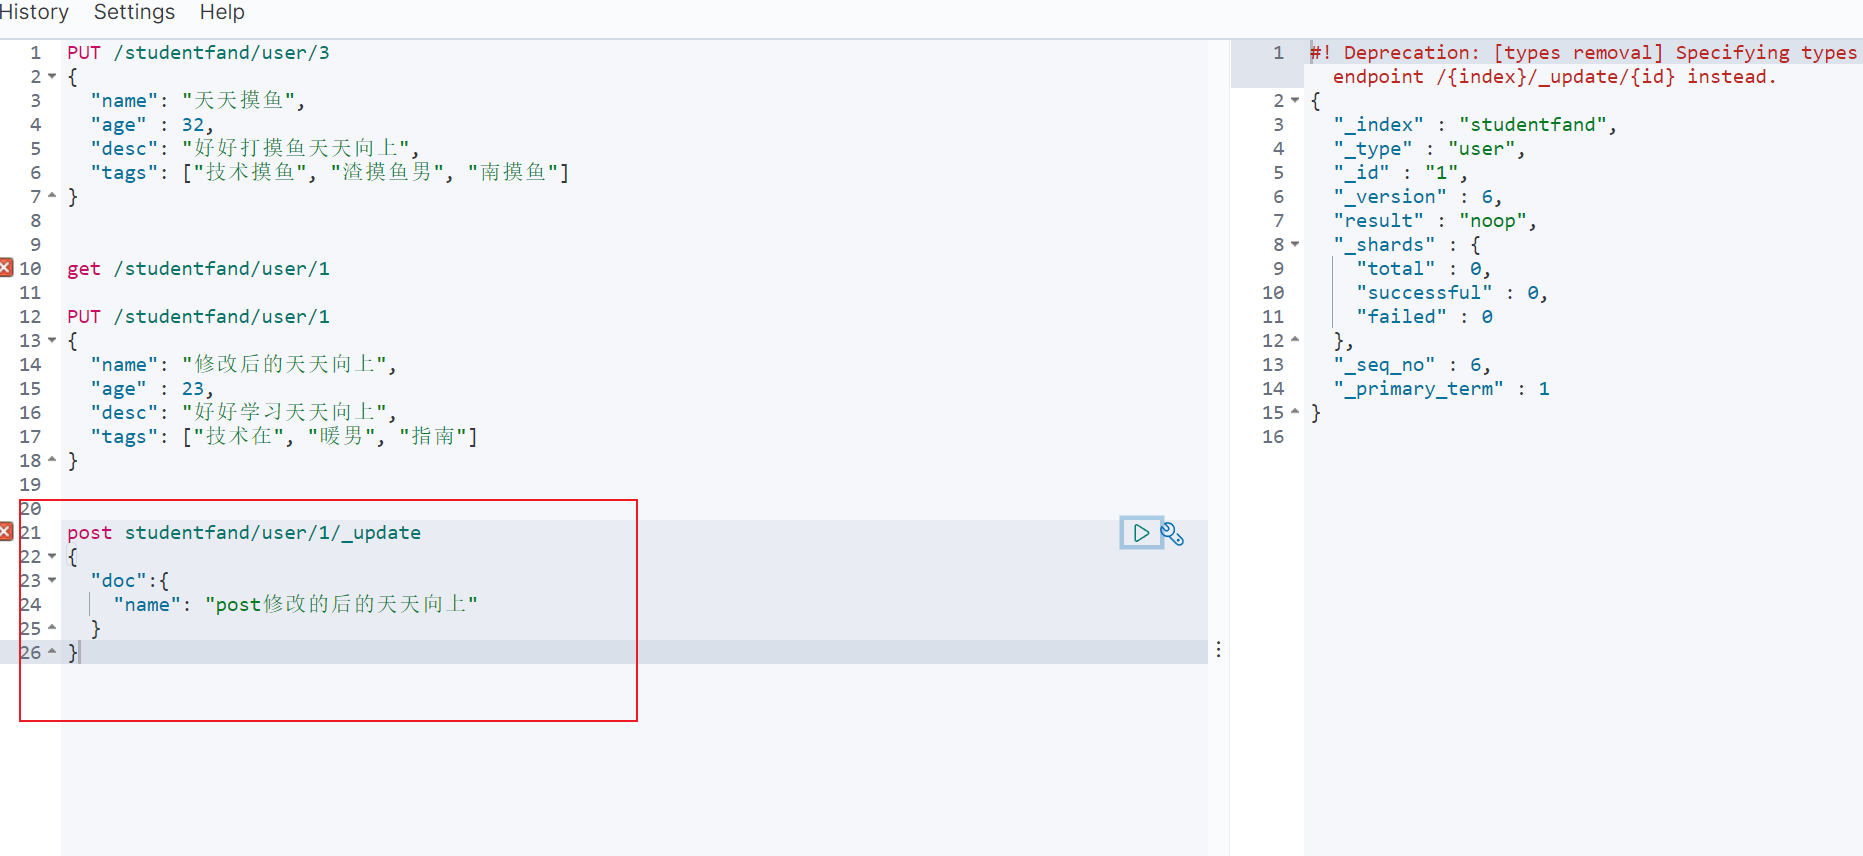 History Settings Help
1 PUT /studentfand/user/3
2 {
3 "name": "天天摸鱼",
4 "age" : 32,
5 "desc": "好好打摸鱼天天向上",
6 "tags": ["技术摸鱼", "渣摸鱼男", "南摸鱼"]
7 }
8
9
10 get /studentfand/user/1
11
12 PUT /studentfand/user/1
13 {
14 "name": "修改后的天天向上",
15 "age" : 23,
16 "desc": "好好学习天天向上",
17 "tags": ["技术在", "暖男", "指南"]
18 }
19
20
21 post studentfand/user/1/_update
22 {
23 "doc":{
24 "name": "post修改的后的天天向上"
25 }
26 }
1 #! Deprecation: [types removal] Specifying types
endpoint /{index}/_update/{id} instead.
2 {
3 "_index" : "studentfand",
4 "_type" : "user",
5 "_id" : "1",
6 "_version" : 6,
7 "result" : "noop",
8 "_shards" : {
9 "total" : 0,
10 "successful" : 0,
11 "failed" : 0
12 },
13 "_seq_no" : 6,
14 "_primary_term" : 1
15 }
16